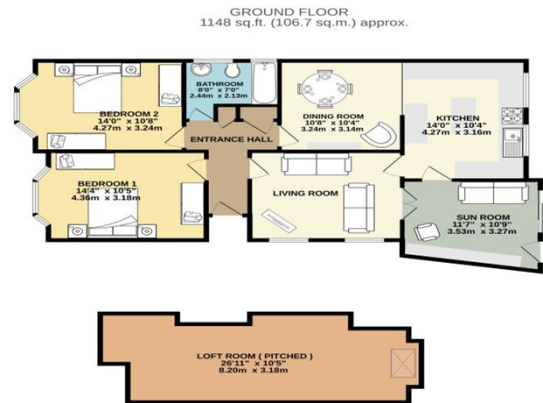 GROUND FLOOR
1148 sq.ft. (106.7 sq.m.) approx.
BATHROOM
8'0" x 7'0"
2.44m x 2.13m
BEDROOM 2
14'0" x 10'8"
4.27m x 3.24m
DINING ROOM
10'8" x 10'4"
3.24m x 3.14m
KITCHEN
14'0" x 10'4"
4.27m x 3.16m
ENTRANCE HALL
BEDROOM 1
14'4" x 10'5"
4.36m x 3.18m
LIVING ROOM
SUN ROOM
11'7" x 10'9"
3.53m x 3.27m
LOFT ROOM ( PITCHED )
26'11" x 10'5"
8.20m x 3.18m